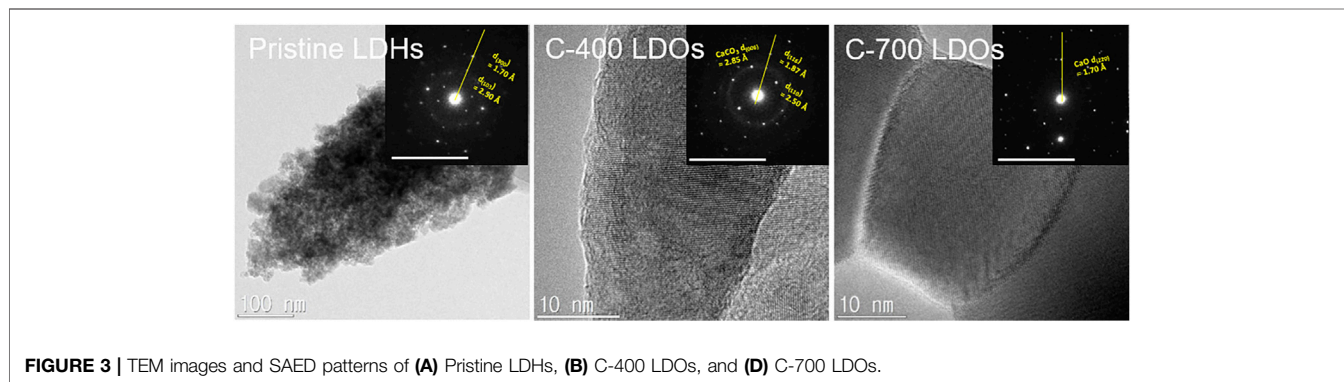 Pristine LDHs
d(300)
= 1.70 Å
d(102)
= 2.50 Å
100 nm
C-400 LDOs
CaCO3 d(006)
= 2.85 Å
d(116)
= 1.87 Å
d(110)
= 2.50 Å
10 nm
C-700 LDOs
CaO d(220)
= 1.70 Å
10 nm
FIGURE 3 | TEM images and SAED patterns of (A) Pristine LDHs, (B) C-400 LDOs, and (D) C-700 LDOs.